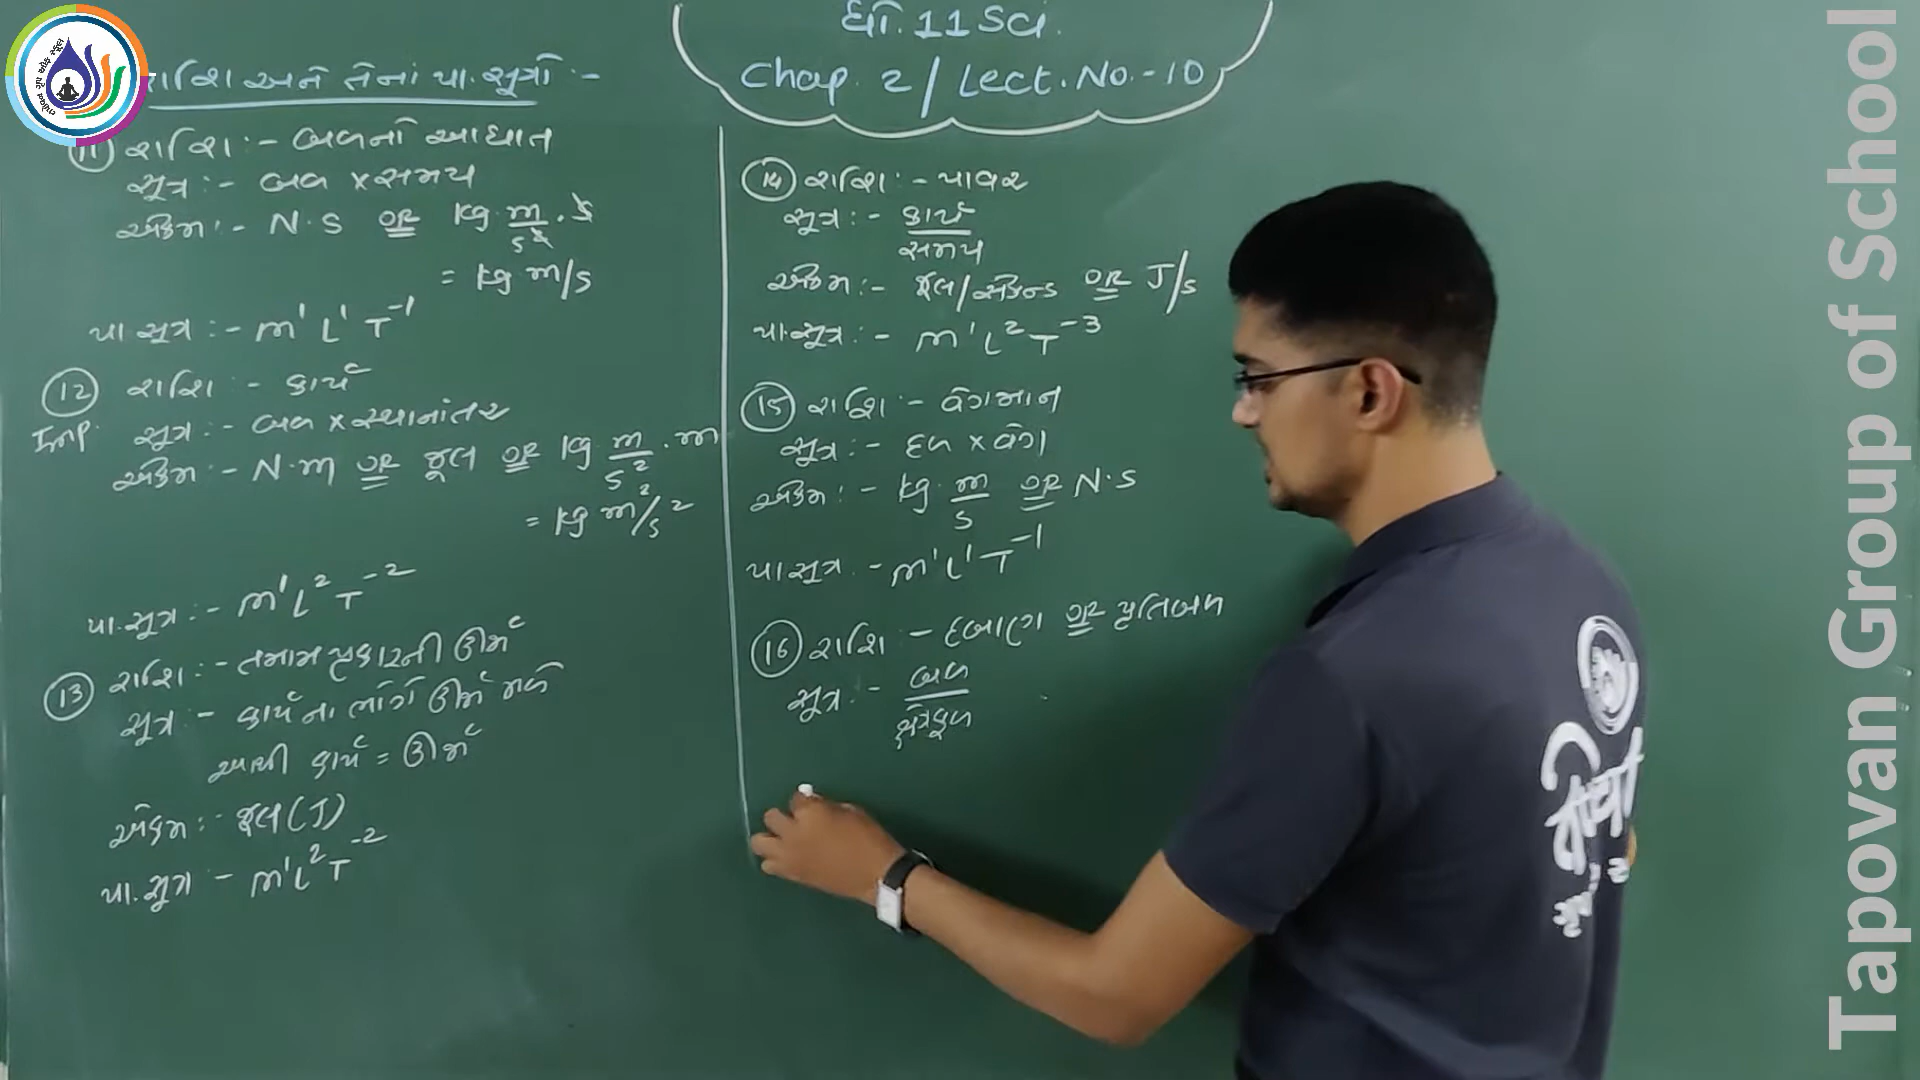 ધો. 11 Sci.
Chap. 2 / Lect. No. - 10
રાશિ અને તેનાં પા. સૂત્રો :-
11 રાશિ :- બળનો આઘાત
સૂત્ર :- બળ × સમય
એકમ :- N·S OR kg m/s² · s
= kg m/s
પા સૂત્ર :- M¹ L¹ T⁻¹
12 રાશિ :- કાર્ય
Imp. સૂત્ર :- બળ × સ્થાનાંતર
એકમ :- N·m OR જૂલ OR kg m/s² · m
= kg m²/s²
પા. સૂત્ર :- M¹ L² T⁻²
13 રાશિ :- તમામ પ્રકારની ઊર્જા
સૂત્ર :- કાર્યના ભોગે ઊર્જા મળે
આથી કાર્ય = ઊર્જા
એકમ :- જૂલ (J)
પા. સૂત્ર :- M¹ L² T⁻²
14 રાશિ :- પાવર
સૂત્ર :- કાર્ય / સમય
એકમ :- જૂલ/સેકન્ડ OR J/s
પા. સૂત્ર :- M¹ L² T⁻³
15 રાશિ :- વેગમાન
સૂત્ર :- દળ × વેગ
એકમ :- kg m/s OR N·S
પા સૂત્ર :- M¹ L¹ T⁻¹
16 રાશિ :- દબાણ OR પ્રતિબળ
સૂત્ર :- બળ / ક્ષેત્રફળ
Tapovan Group of School